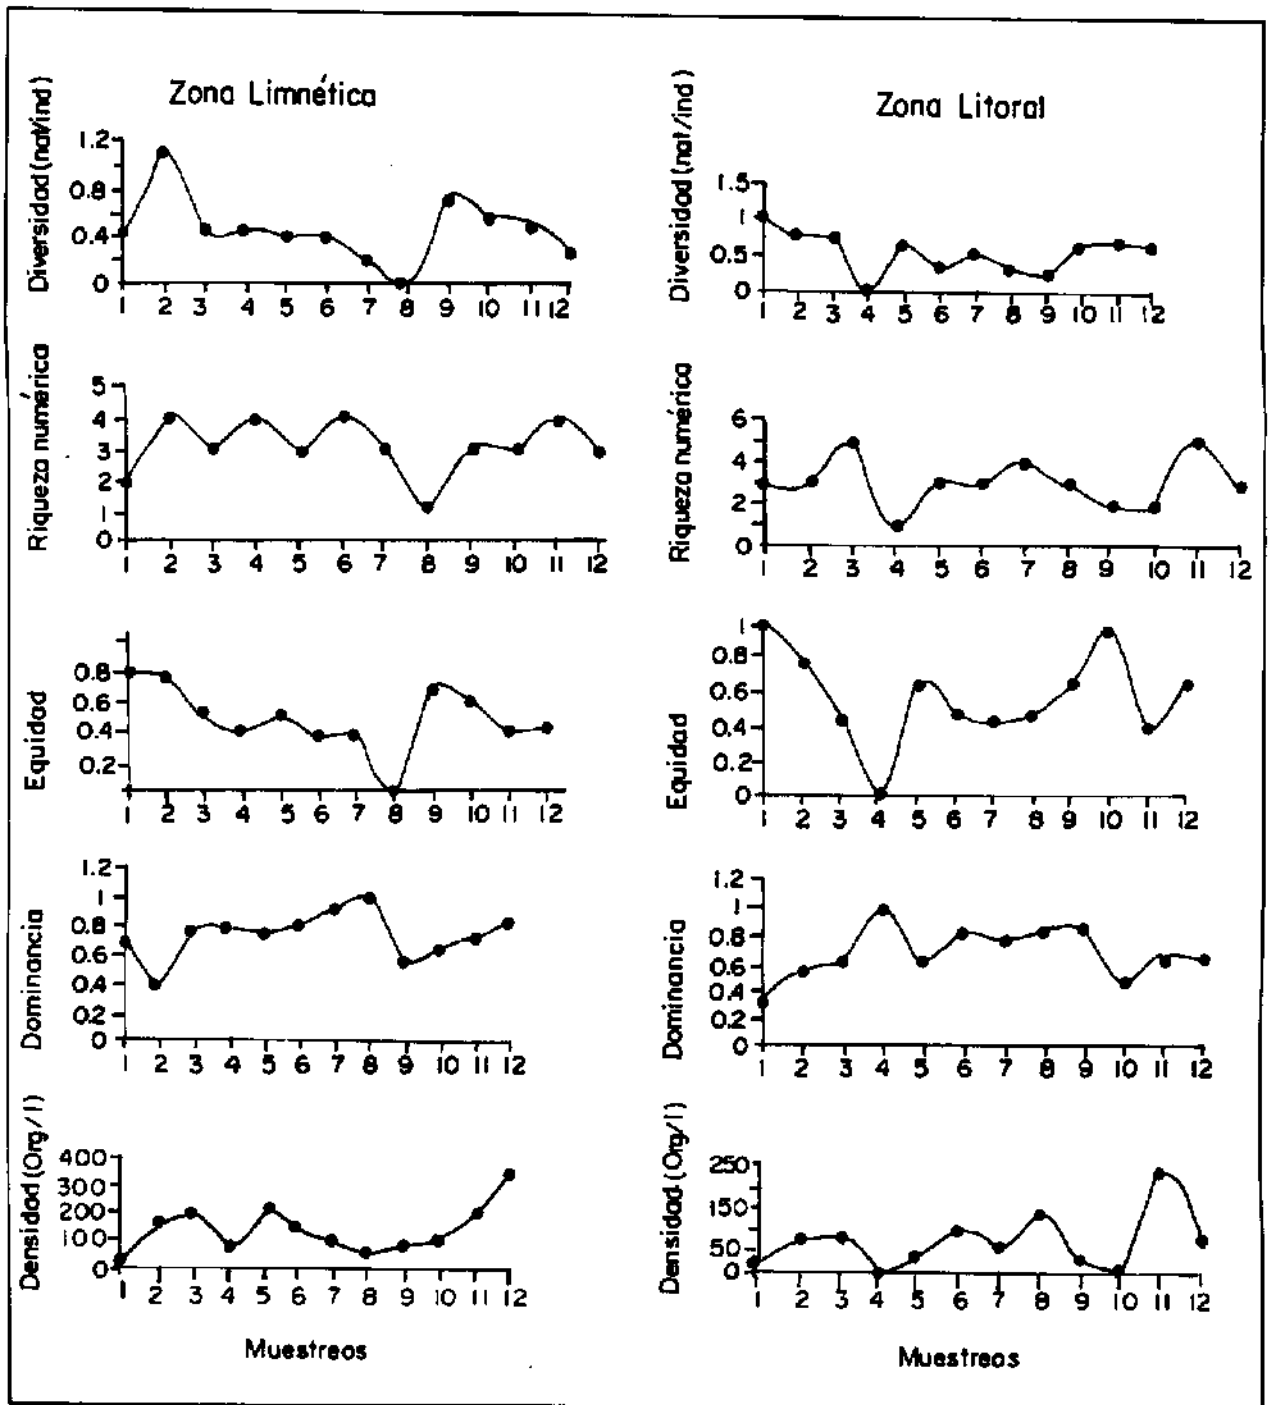 Zona Limnética
Diversidad (nat/ind)
1.2
0.8
0.4
0
1 2 3 4 5 6 7 8 9 10 11 12
Riqueza numérica
5
4
3
2
1
0
1 2 3 4 5 6 7 8 9 10 11 12
Equidad
0.8
0.6
0.4
0.2
1 2 3 4 5 6 7 8 9 10 11 12
Dominancia
1.2
1
0.8
0.6
0.4
0.2
0
1 2 3 4 5 6 7 8 9 10 11 12
Densidad (Org/l)
400
300
200
100
0
1 2 3 4 5 6 7 8 9 10 11 12
Muestreos
Zona Litoral
Diversidad (nat/ind)
1.5
1
0.5
0
1 2 3 4 5 6 7 8 9 10 11 12
Riqueza numérica
6
4
2
0
1 2 3 4 5 6 7 8 9 10 11 12
Equidad
1
0.8
0.6
0.4
0.2
0
1 2 3 4 5 6 7 8 9 10 11 12
Dominancia
1.2
1
0.8
0.6
0.4
0.2
0
1 2 3 4 5 6 7 8 9 10 11 12
Densidad (Org/l)
250
150
50
0
1 2 3 4 5 6 7 8 9 10 11 12
Muestreos